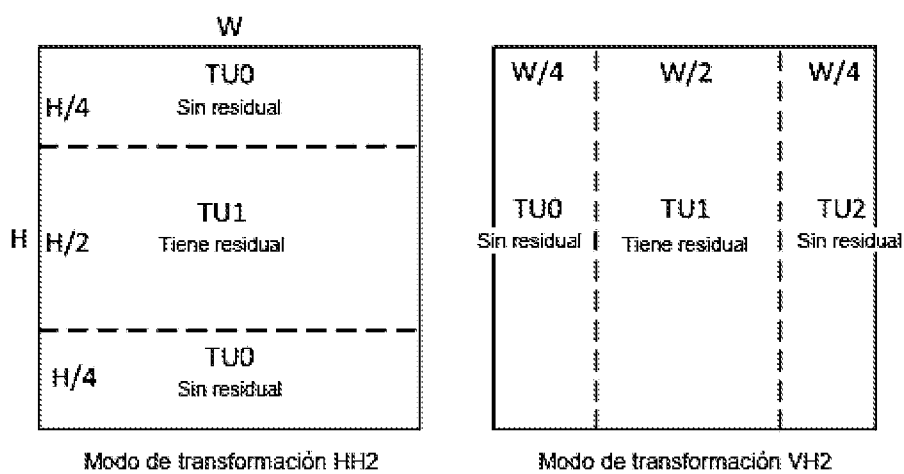 W
TU0
Sin residual
H/4
H
H/2
TU1
Tiene residual
H/4
TU0
Sin residual
Modo de transformación HH2
W/4 W/2 W/4
TU0 TU1 TU2
Sin residual Tiene residual Sin residual
Modo de transformación VH2